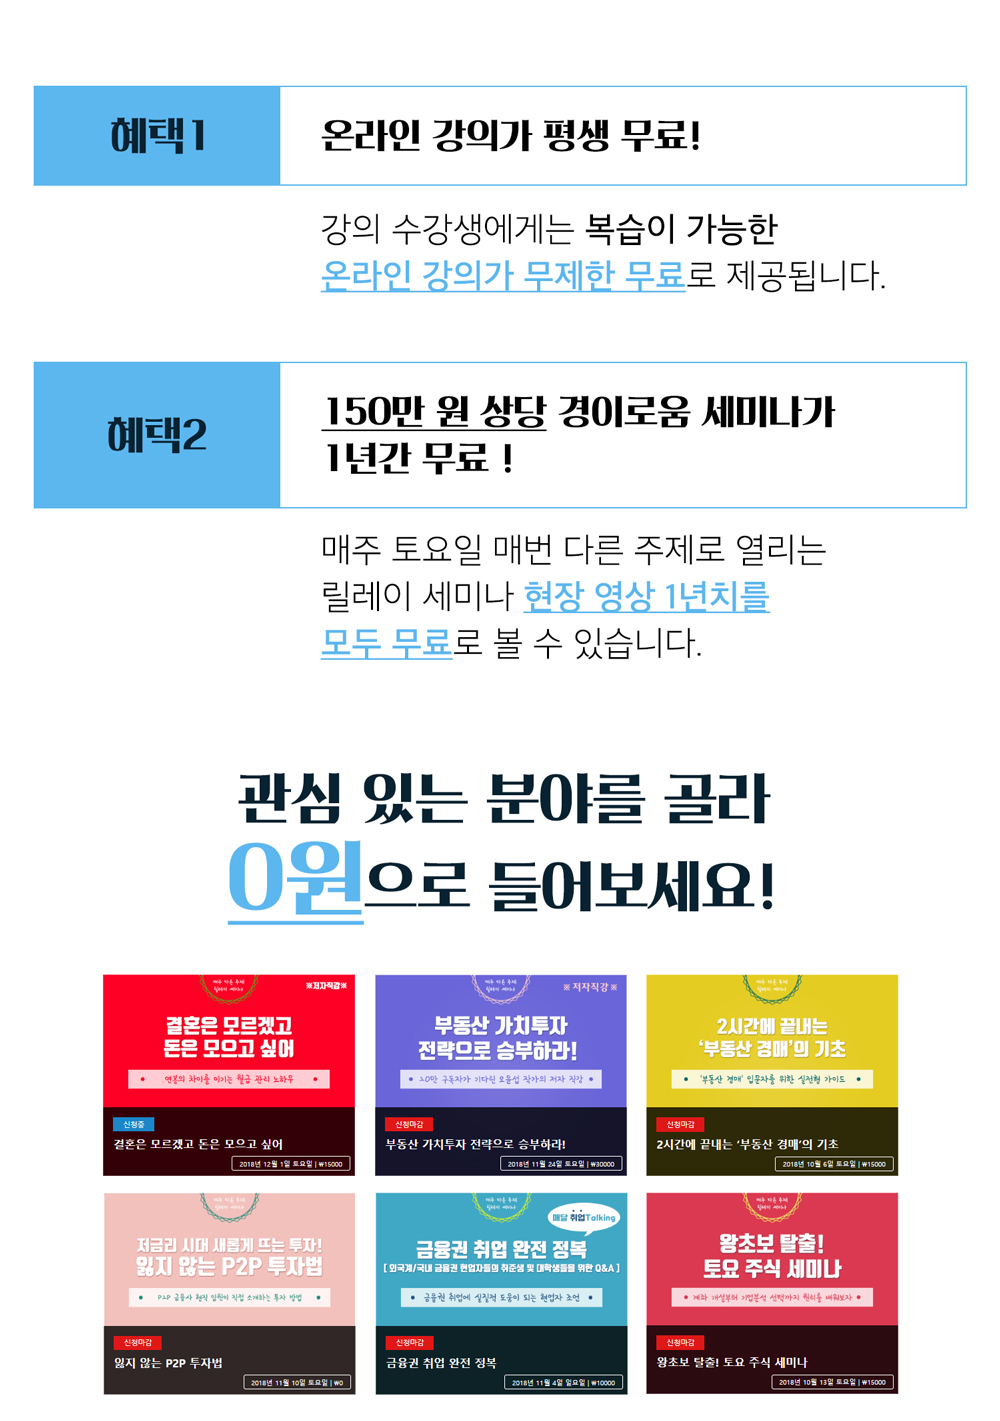 혜택1
온라인 강의가 평생 무료!
강의 수강생에게는 복습이 가능한
온라인 강의가 무제한 무료로 제공됩니다.
혜택2
150만 원 상당 경이로움 세미나가
1년간 무료 !
매주 토요일 매번 다른 주제로 열리는
릴레이 세미나 현장 영상 1년치를
모두 무료로 볼 수 있습니다.
관심 있는 분야를 골라
0원으로 들어보세요!
매주 다른 주제
릴레이 세미나
※저자직강※
결혼은 모르겠고
돈은 모으고 싶어
연봉의 차이를 이기는 월급 관리 노하우
신청중
결혼은 모르겠고 돈은 모으고 싶어
2018년 12월 1일 토요일 | ₩15000
매주 다른 주제
릴레이 세미나
※ 저자직강 ※
부동산 가치투자
전략으로 승부하라!
20만 구독자가 기다린 오윤섭 작가의 저자 직강
신청마감
부동산 가치투자 전략으로 승부하라!
2018년 11월 24일 토요일 | ₩30000
매주 다른 주제
릴레이 세미나
2시간에 끝내는
‘부동산 경매’의 기초
'부동산 경매' 입문자를 위한 실전형 가이드
신청마감
2시간에 끝내는 ‘부동산 경매’의 기초
2018년 10월 6일 토요일 | ₩15000
매주 다른 주제
릴레이 세미나
저금리 시대 새롭게 뜨는 투자!
잃지 않는 P2P 투자법
P2P 금융사 현직 임원이 직접 소개하는 투자 방법
신청마감
잃지 않는 P2P 투자법
2018년 11월 10일 토요일 | ₩0
매주 다른 주제
릴레이 세미나
매달 취업Talking
금융권 취업 완전 정복
[ 외국계/국내 금융권 현업자들의 취준생 및 대학생들을 위한 Q&A ]
금융권 취업에 실질적 도움이 되는 현업자 조언
신청마감
금융권 취업 완전 정복
2018년 11월 4일 일요일 | ₩10000
매주 다른 주제
릴레이 세미나
왕초보 탈출!
토요 주식 세미나
계좌 개설부터 기업분석 선택까지 원리를 배워보자
신청마감
왕초보 탈출! 토요 주식 세미나
2018년 10월 13일 토요일 | ₩15000